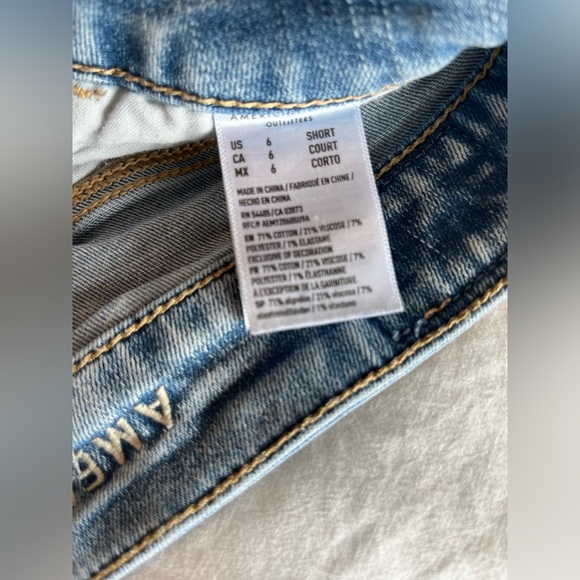 OUTFITTERS
US 6 SHORT
CA 6 COURT
MX 6 CORTO
MADE IN CHINA / FABRIQUÉ EN CHINE /
HECHO EN CHINA
RN 54485/CA 03873
EN 71% COTTON / 21% VISCOSE / 7%
POLYESTER / 1% ELASTANE
EXCLUSIVE OF DECORATION
FR 71% COTON / 21% VISCOSE / 7%
POLYESTER / 1% ÉLASTHANNE
À L'EXCEPTION DE LA GARNITURE
SP 71% algodón / 21% viscosa / 7%
/ 1% elastano
AME